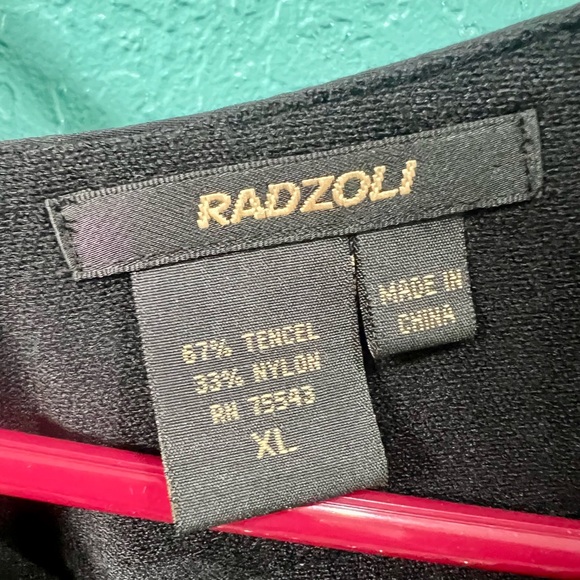 RADZOLI
MADE IN
CHINA
67% TENCEL
33% NYLON
RN 75543
XL